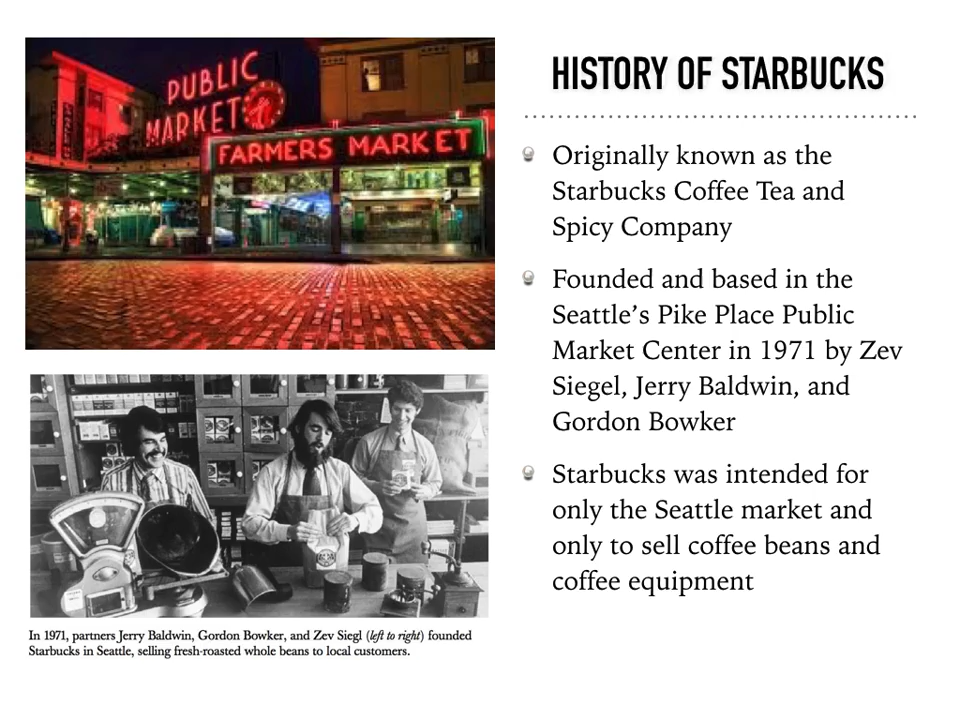 PUBLIC
MARKET
FARMERS MARKET
HISTORY OF STARBUCKS
Originally known as the
Starbucks Coffee Tea and
Spicy Company
Founded and based in the
Seattle’s Pike Place Public
Market Center in 1971 by Zev
Siegel, Jerry Baldwin, and
Gordon Bowker
Starbucks was intended for
only the Seattle market and
only to sell coffee beans and
coffee equipment
In 1971, partners Jerry Baldwin, Gordon Bowker, and Zev Siegl (left to right) founded
Starbucks in Seattle, selling fresh-roasted whole beans to local customers.